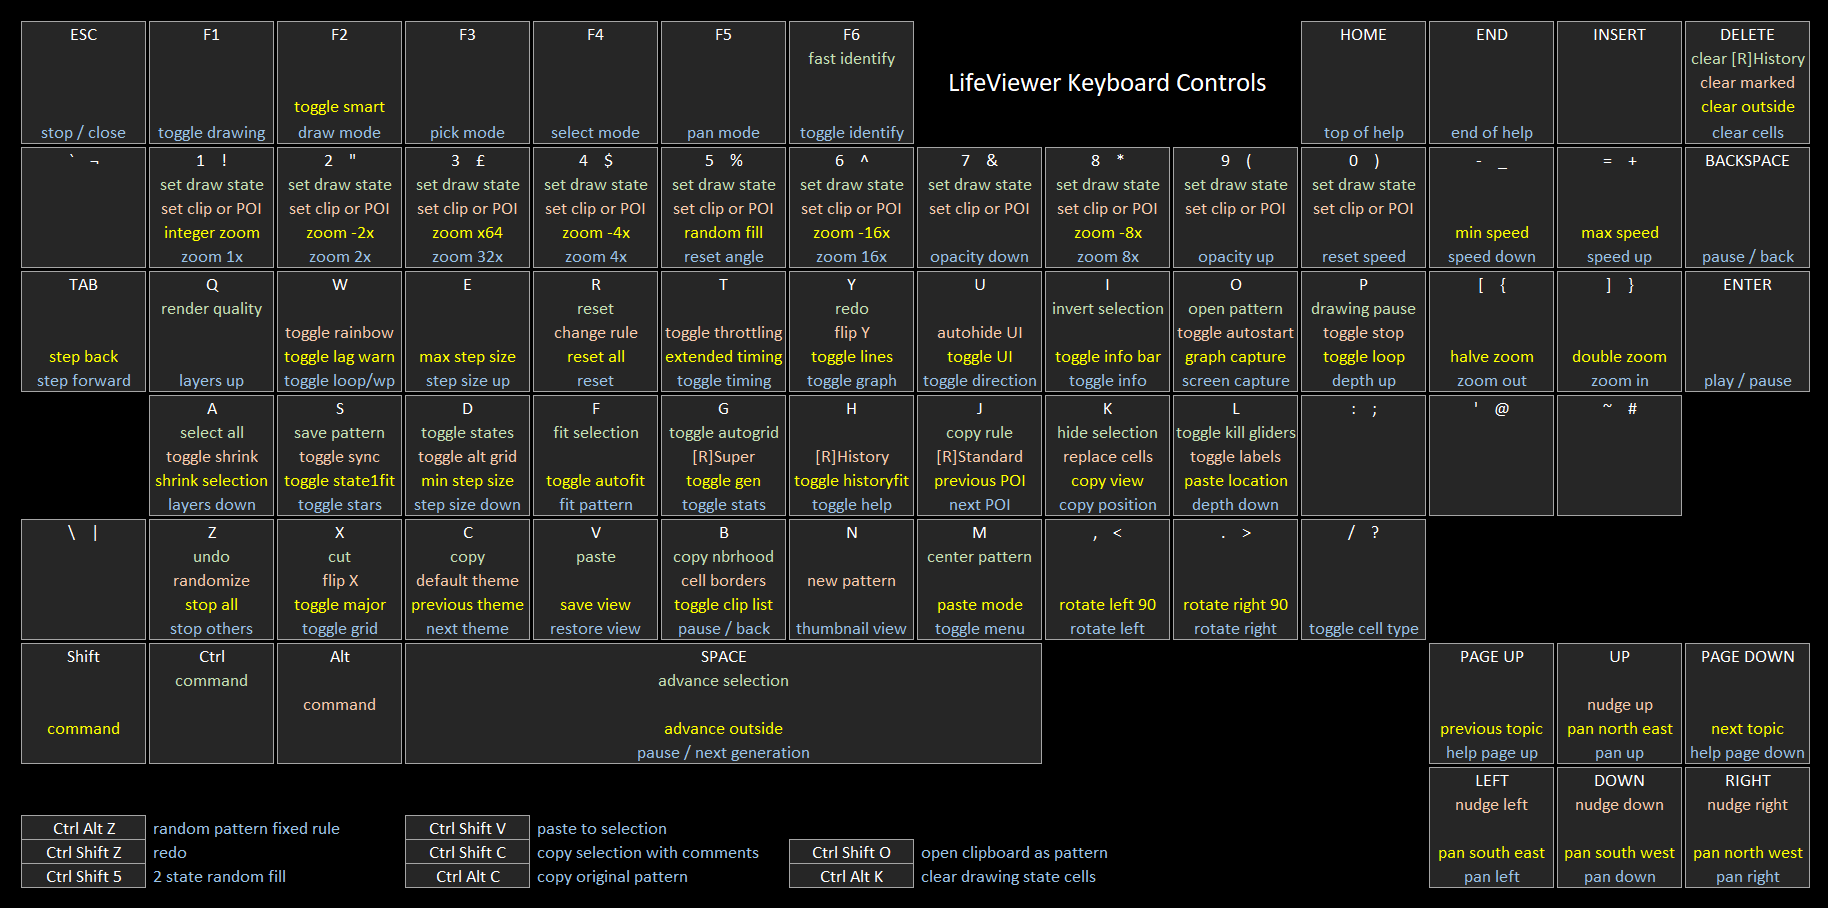 ESC
stop / close
F1
toggle drawing
F2
toggle smart
draw mode
F3
pick mode
F4
select mode
F5
pan mode
F6
fast identify
toggle identify
LifeViewer Keyboard Controls
HOME
top of help
END
end of help
INSERT
DELETE
clear [R]History
clear marked
clear outside
clear cells
` ¬
1 !
set draw state
set clip or POI
integer zoom
zoom 1x
2 "
set draw state
set clip or POI
zoom -2x
zoom 2x
3 £
set draw state
set clip or POI
zoom x64
zoom 32x
4 $
set draw state
set clip or POI
zoom -4x
zoom 4x
5 %
set draw state
set clip or POI
random fill
reset angle
6 ^
set draw state
set clip or POI
zoom -16x
zoom 16x
7 &
set draw state
set clip or POI
opacity down
8 *
set draw state
set clip or POI
zoom -8x
zoom 8x
9 (
set draw state
set clip or POI
opacity up
0 )
set draw state
set clip or POI
reset speed
- _
min speed
speed down
= +
max speed
speed up
BACKSPACE
pause / back
TAB
step back
step forward
Q
render quality
layers up
W
toggle rainbow
toggle lag warn
toggle loop/wp
E
max step size
step size up
R
reset
change rule
reset all
reset
T
toggle throttling
extended timing
toggle timing
Y
redo
flip Y
toggle lines
toggle graph
U
autohide UI
toggle UI
toggle direction
I
invert selection
toggle info bar
toggle info
O
open pattern
toggle autostart
graph capture
screen capture
P
drawing pause
toggle stop
toggle loop
depth up
[ {
halve zoom
zoom out
] }
double zoom
zoom in
ENTER
play / pause
A
select all
toggle shrink
shrink selection
layers down
S
save pattern
toggle sync
toggle state1fit
toggle stars
D
toggle states
toggle alt grid
min step size
step size down
F
fit selection
toggle autofit
fit pattern
G
toggle autogrid
[R]Super
toggle gen
toggle stats
H
[R]History
toggle historyfit
toggle help
J
copy rule
[R]Standard
previous POI
next POI
K
hide selection
replace cells
copy view
copy position
L
toggle kill gliders
toggle labels
paste location
depth down
: ;
' @
~ #
\ |
Z
undo
randomize
stop all
stop others
X
cut
flip X
toggle major
toggle grid
C
copy
default theme
previous theme
next theme
V
paste
save view
restore view
B
copy nbrhood
cell borders
toggle clip list
pause / back
N
new pattern
thumbnail view
M
center pattern
paste mode
toggle menu
, <
rotate left 90
rotate left
. >
rotate right 90
rotate right
/ ?
toggle cell type
Shift
command
Ctrl
command
Alt
command
SPACE
advance selection
advance outside
pause / next generation
PAGE UP
previous topic
help page up
UP
nudge up
pan north east
pan up
PAGE DOWN
next topic
help page down
LEFT
nudge left
pan south east
pan left
DOWN
nudge down
pan south west
pan down
RIGHT
nudge right
pan north west
pan right
Ctrl Alt Z random pattern fixed rule
Ctrl Shift Z redo
Ctrl Shift 5 2 state random fill
Ctrl Shift V paste to selection
Ctrl Shift C copy selection with comments
Ctrl Alt C copy original pattern
Ctrl Shift O open clipboard as pattern
Ctrl Alt K clear drawing state cells